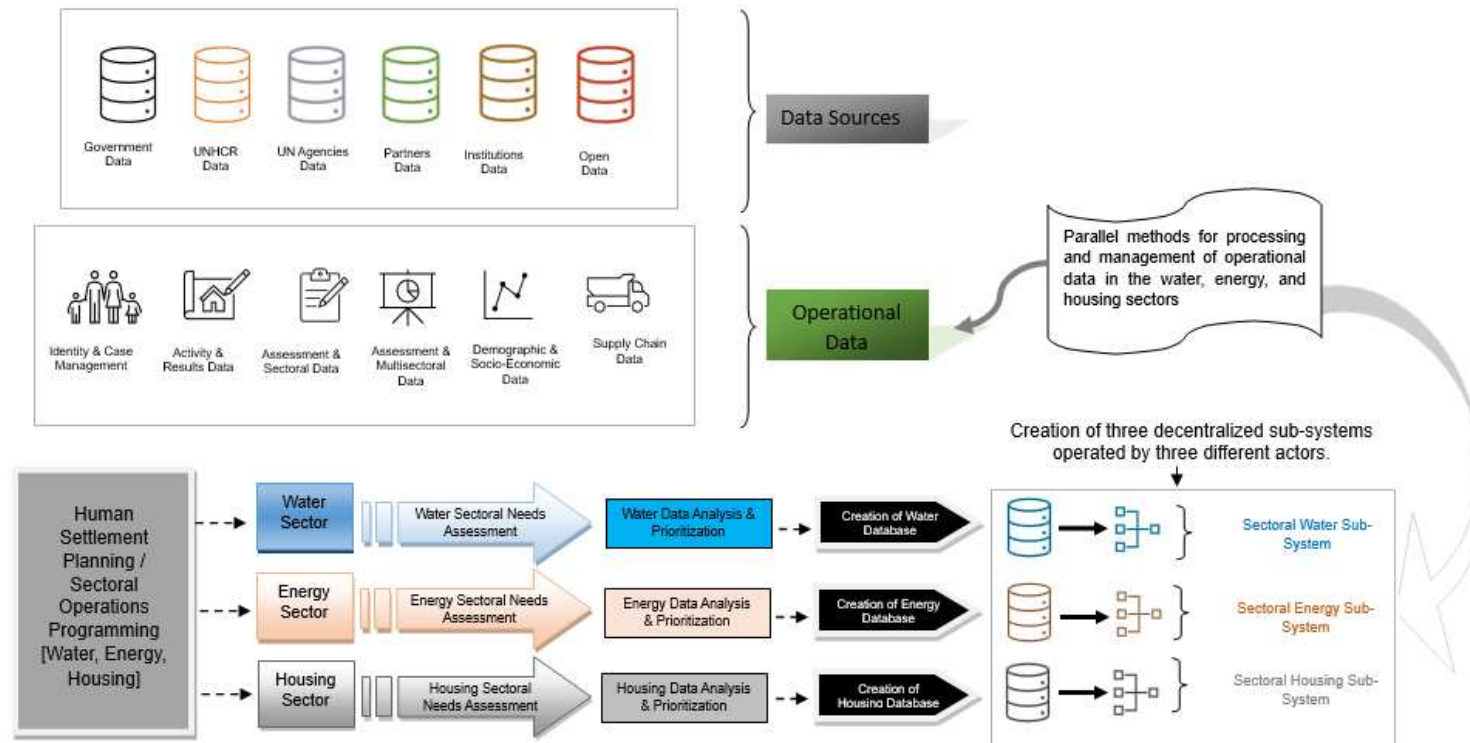 Government
Data
UNHCR
Data
UN Agencies
Data
Partners
Data
Institutions
Data
Open
Data
Data Sources
Identity & Case
Management
Activity &
Results Data
Assessment &
Sectoral Data
Assessment &
Multisectoral
Data
Demographic &
Socio-Economic
Data
Supply Chain
Data
Operational
Data
Parallel methods for processing
and management of operational
data in the water, energy, and
housing sectors
Creation of three decentralized sub-systems
operated by three different actors.
Human
Settlement
Planning /
Sectoral
Operations
Programming
[Water, Energy,
Housing]
Water
Sector
Water Sectoral Needs
Assessment
Water Data Analysis &
Prioritization
Creation of Water
Database
Sectoral Water Sub-
System
Energy
Sector
Energy Sectoral Needs
Assessment
Energy Data Analysis
& Prioritization
Creation of Energy
Database
Sectoral Energy Sub-
System
Housing
Sector
Housing Sectoral
Needs Assessment
Housing Data Analysis
& Prioritization
Creation of
Housing Database
Sectoral Housing Sub-
System